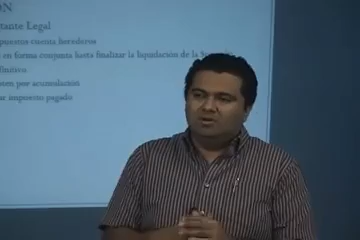 ON
tante Legal
puestos cuenta herederos
en forma conjunta hasta finalizar la liquidación de la
finitivo
por acumulación
ar impuesto pagado